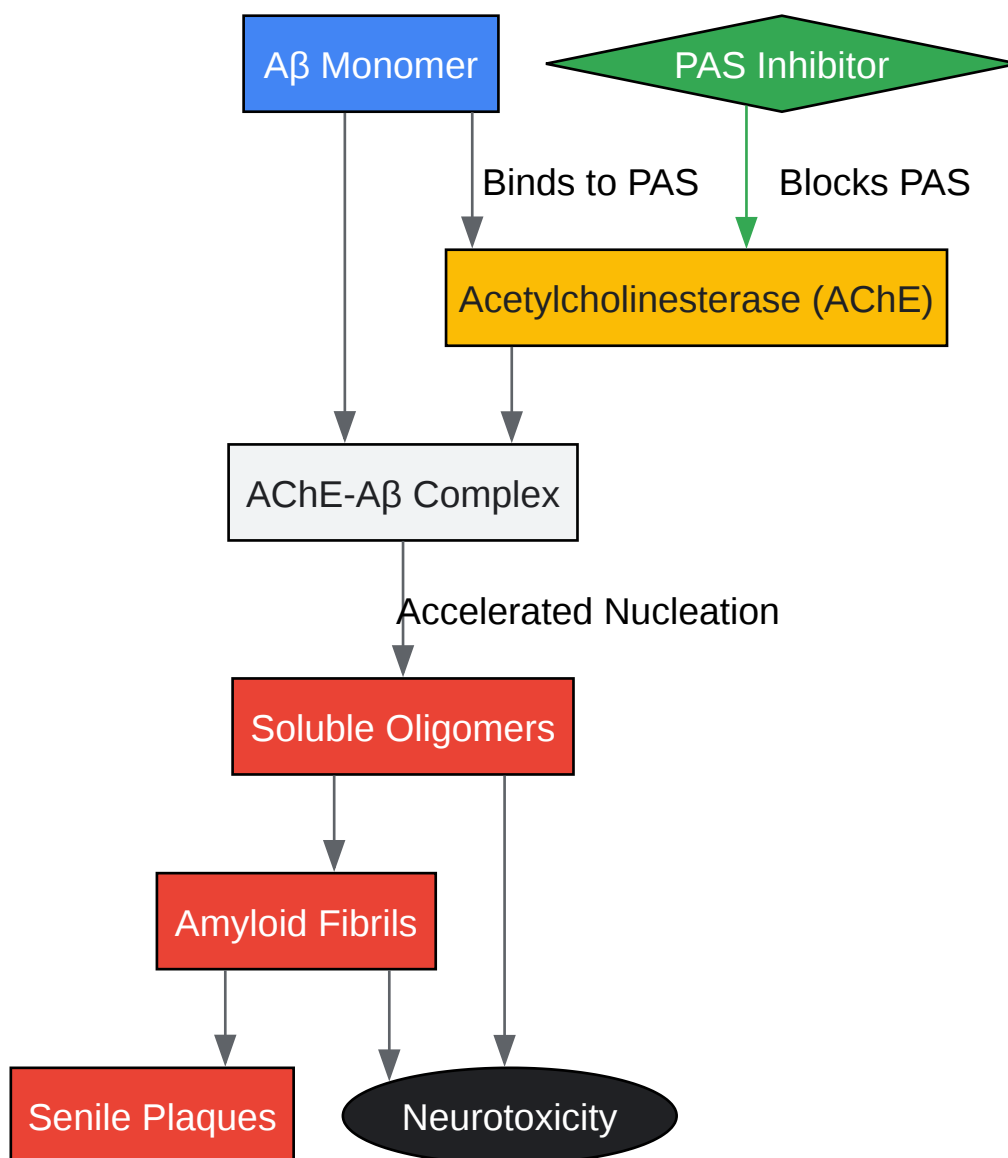 Aβ Monomer
PAS Inhibitor
Binds to PAS
Blocks PAS
Acetylcholinesterase (AChE)
AChE-Aβ Complex
Accelerated Nucleation
Soluble Oligomers
Amyloid Fibrils
Senile Plaques
Neurotoxicity